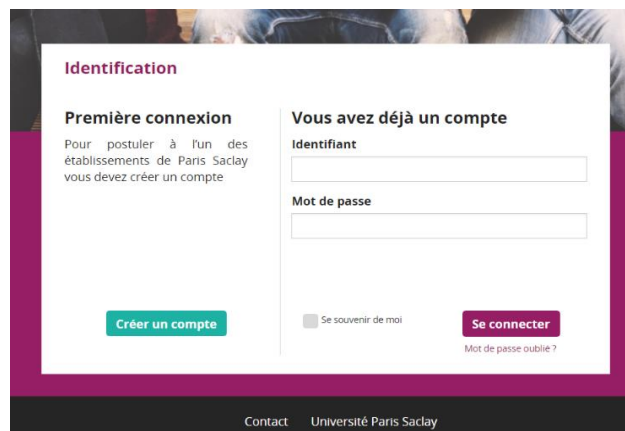 Identification
Première connexion
Pour postuler à l'un des
établissements de Paris Saclay
vous devez créer un compte
Créer un compte
Vous avez déjà un compte
Identifiant
Mot de passe
Se souvenir de moi
Se connecter
Mot de passe oublié ?
Contact Université Paris Saclay